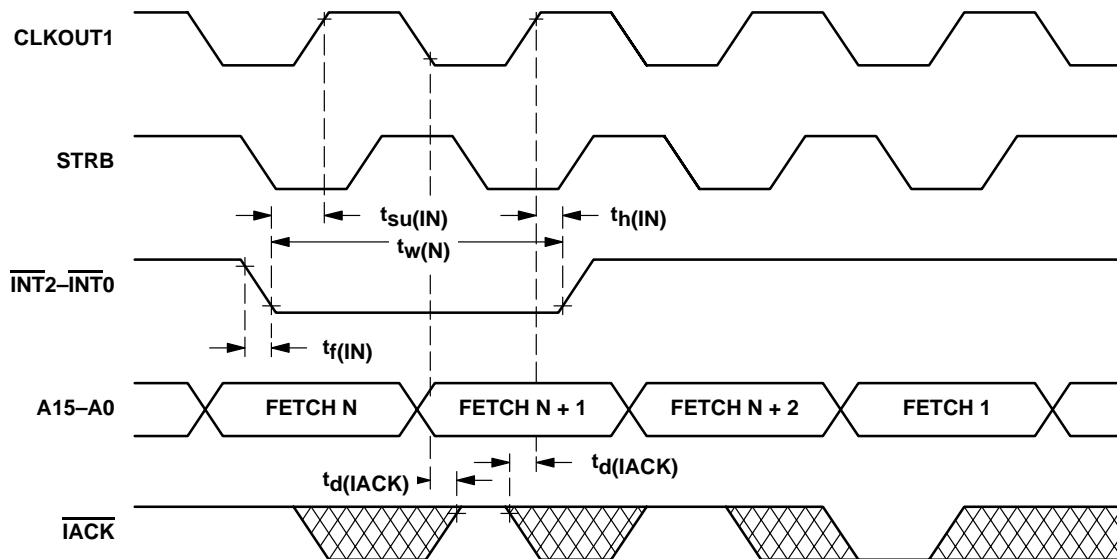 CLKOUT1
STRB
tsu(IN)
th(IN)
tw(N)
INT2–INT0
tf(IN)
A15–A0
FETCH N
FETCH N + 1
FETCH N + 2
FETCH 1
td(IACK)
td(IACK)
IACK